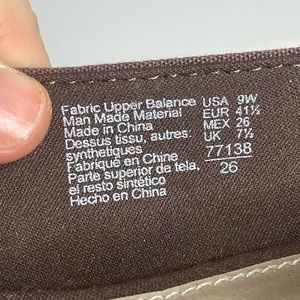 Fabric Upper Balance USA 9W
Man Made Material EUR 41½
Made in China MEX 26
Dessus tissu, autres: UK 7½
synthetiques
Fabriqué en Chine 77138
Parte superior de tela, 26
el resto sintético
Hecho en China